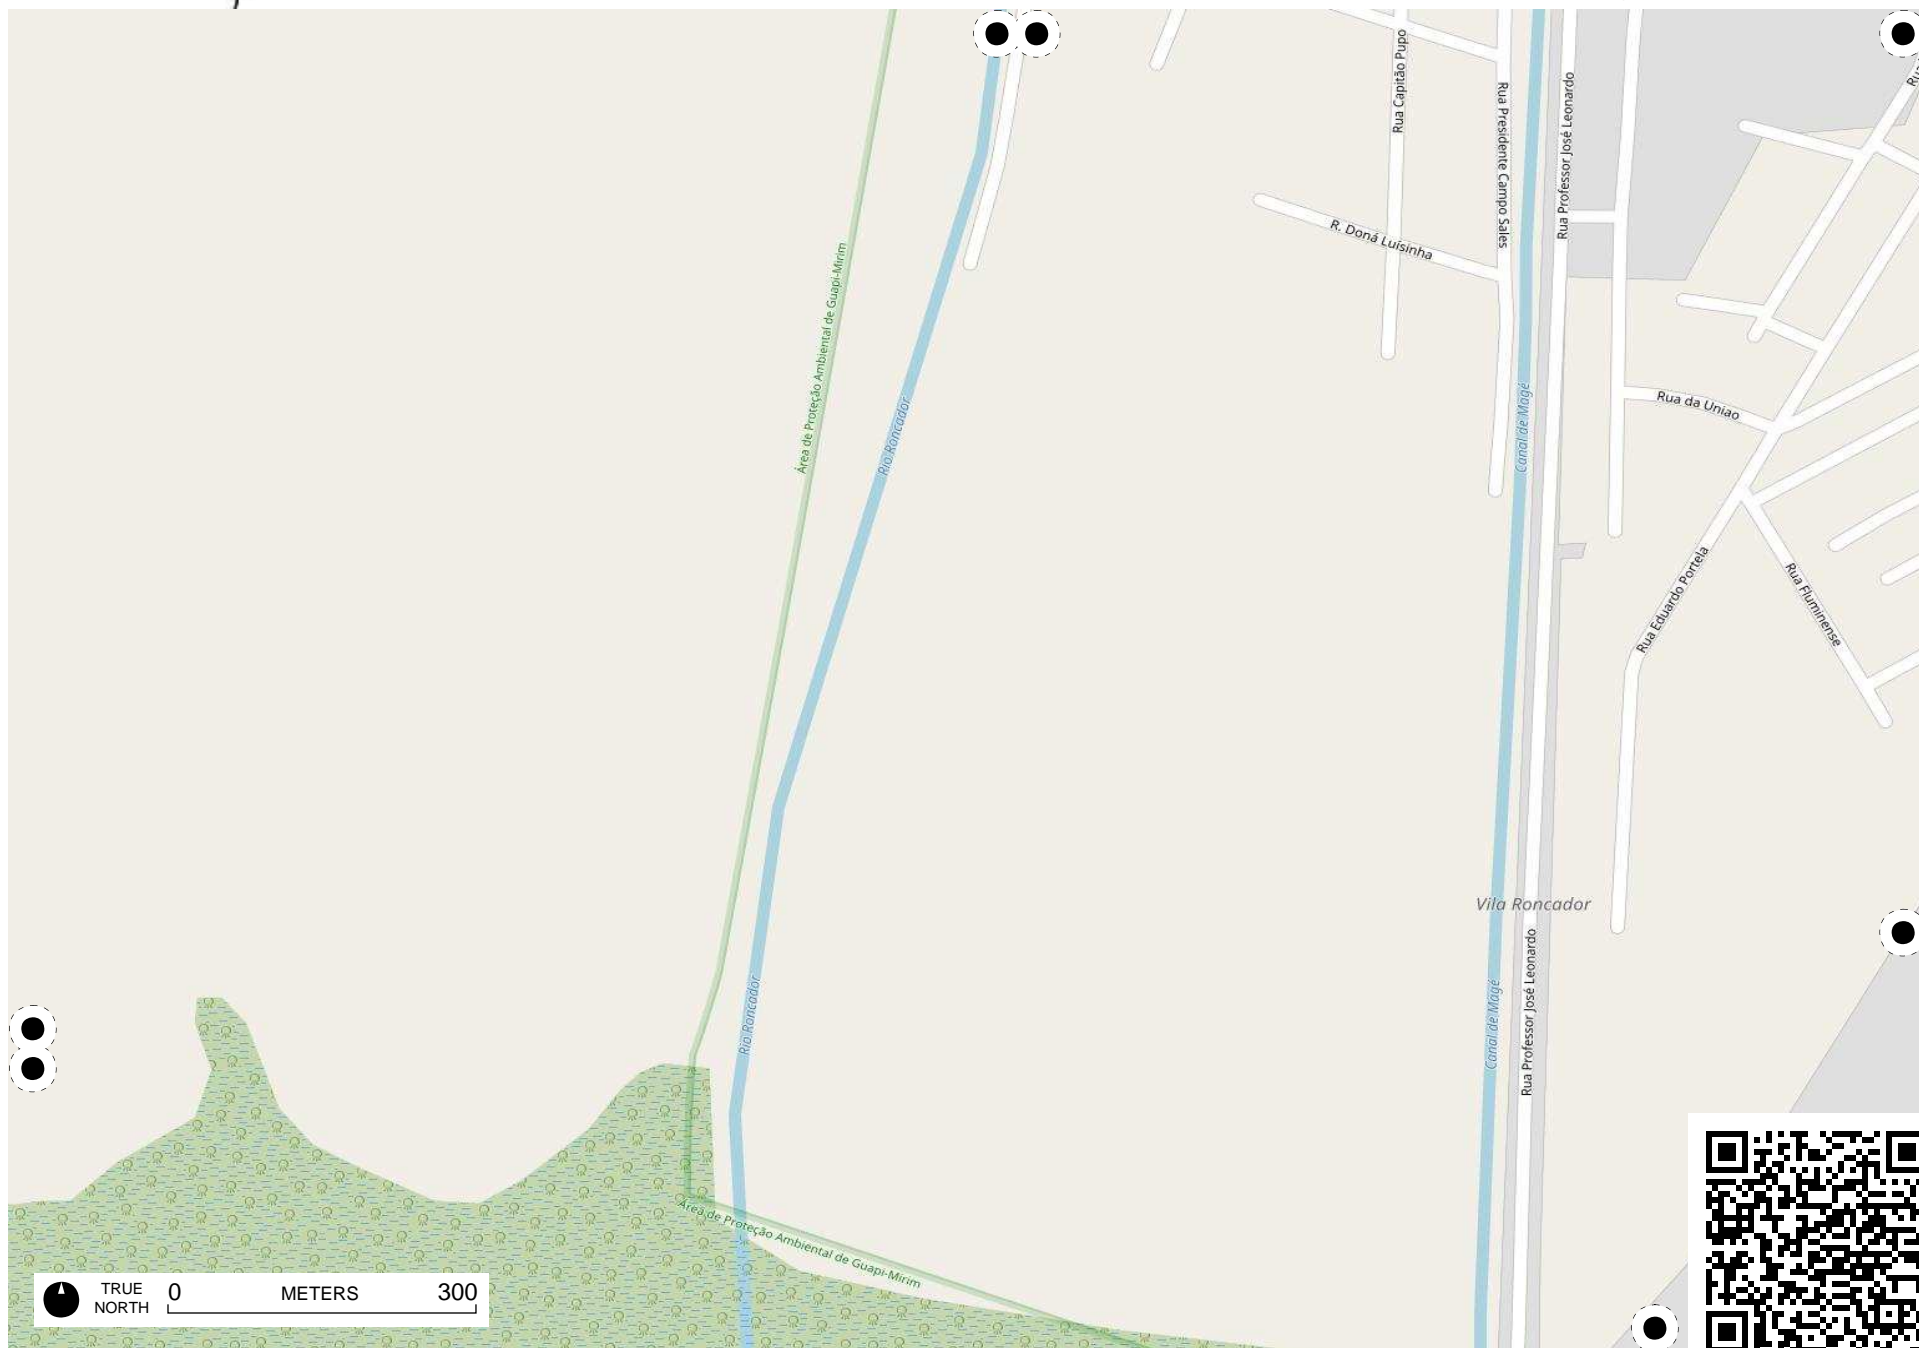 Rua Capitão Pupo
Rua Presidente Campo Sales
Rua Professor José Leonardo
R. Dona Luísinha
Área de Proteção Ambiental de Guapi-Mirim
Rio Roncador
Canal de Magé
Rua da Uniao
Rua Eduardo Portela
Rua Fluminense
Vila Roncador
Rio Roncador
Canal de Magé
Rua Professor José Leonardo
Área de Proteção Ambiental de Guapi-Mirim
TRUE
NORTH
0 METERS 300